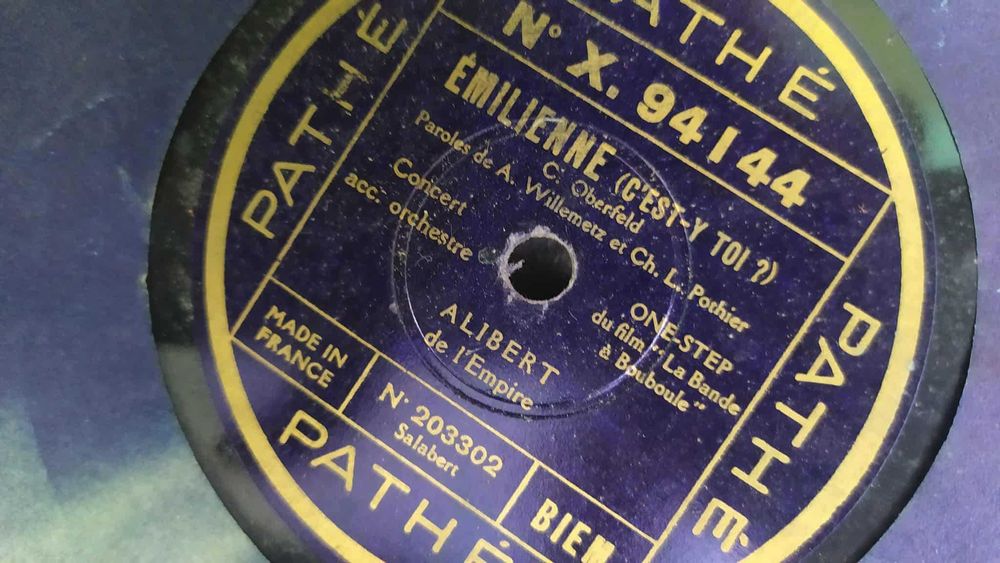 PATHÉ
PATHÉ
PATHÉ
PATHÉ
N° X. 94144
ÉMILIENNE (C'EST-Y TOI ?)
C. Oberfeld
Paroles de A. Willemetz et Ch. L. Pothier
Concert
acc. orchestre
ONE-STEP
du film "La Bande
à Bouboule"
ALIBERT
de l'Empire
MADE IN
FRANCE
N° 203302
Salabert
BIEM